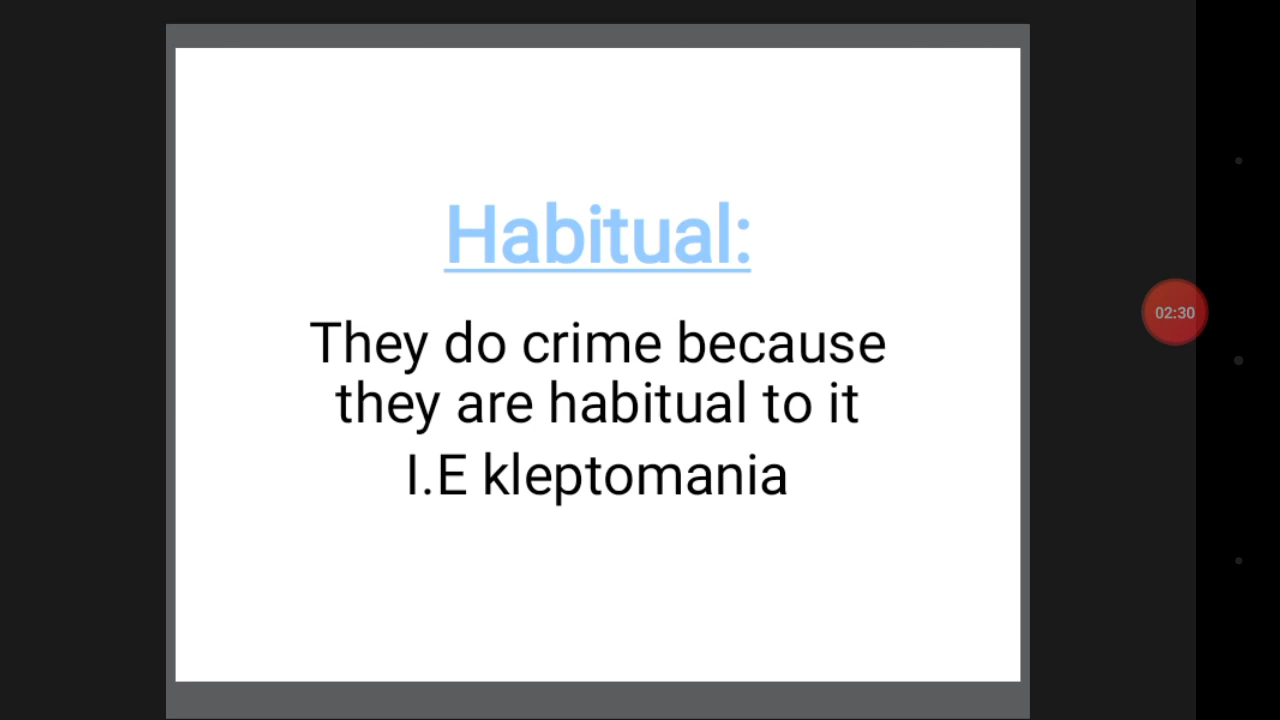 Habitual:
They do crime because
they are habitual to it
I.E kleptomania
02:30